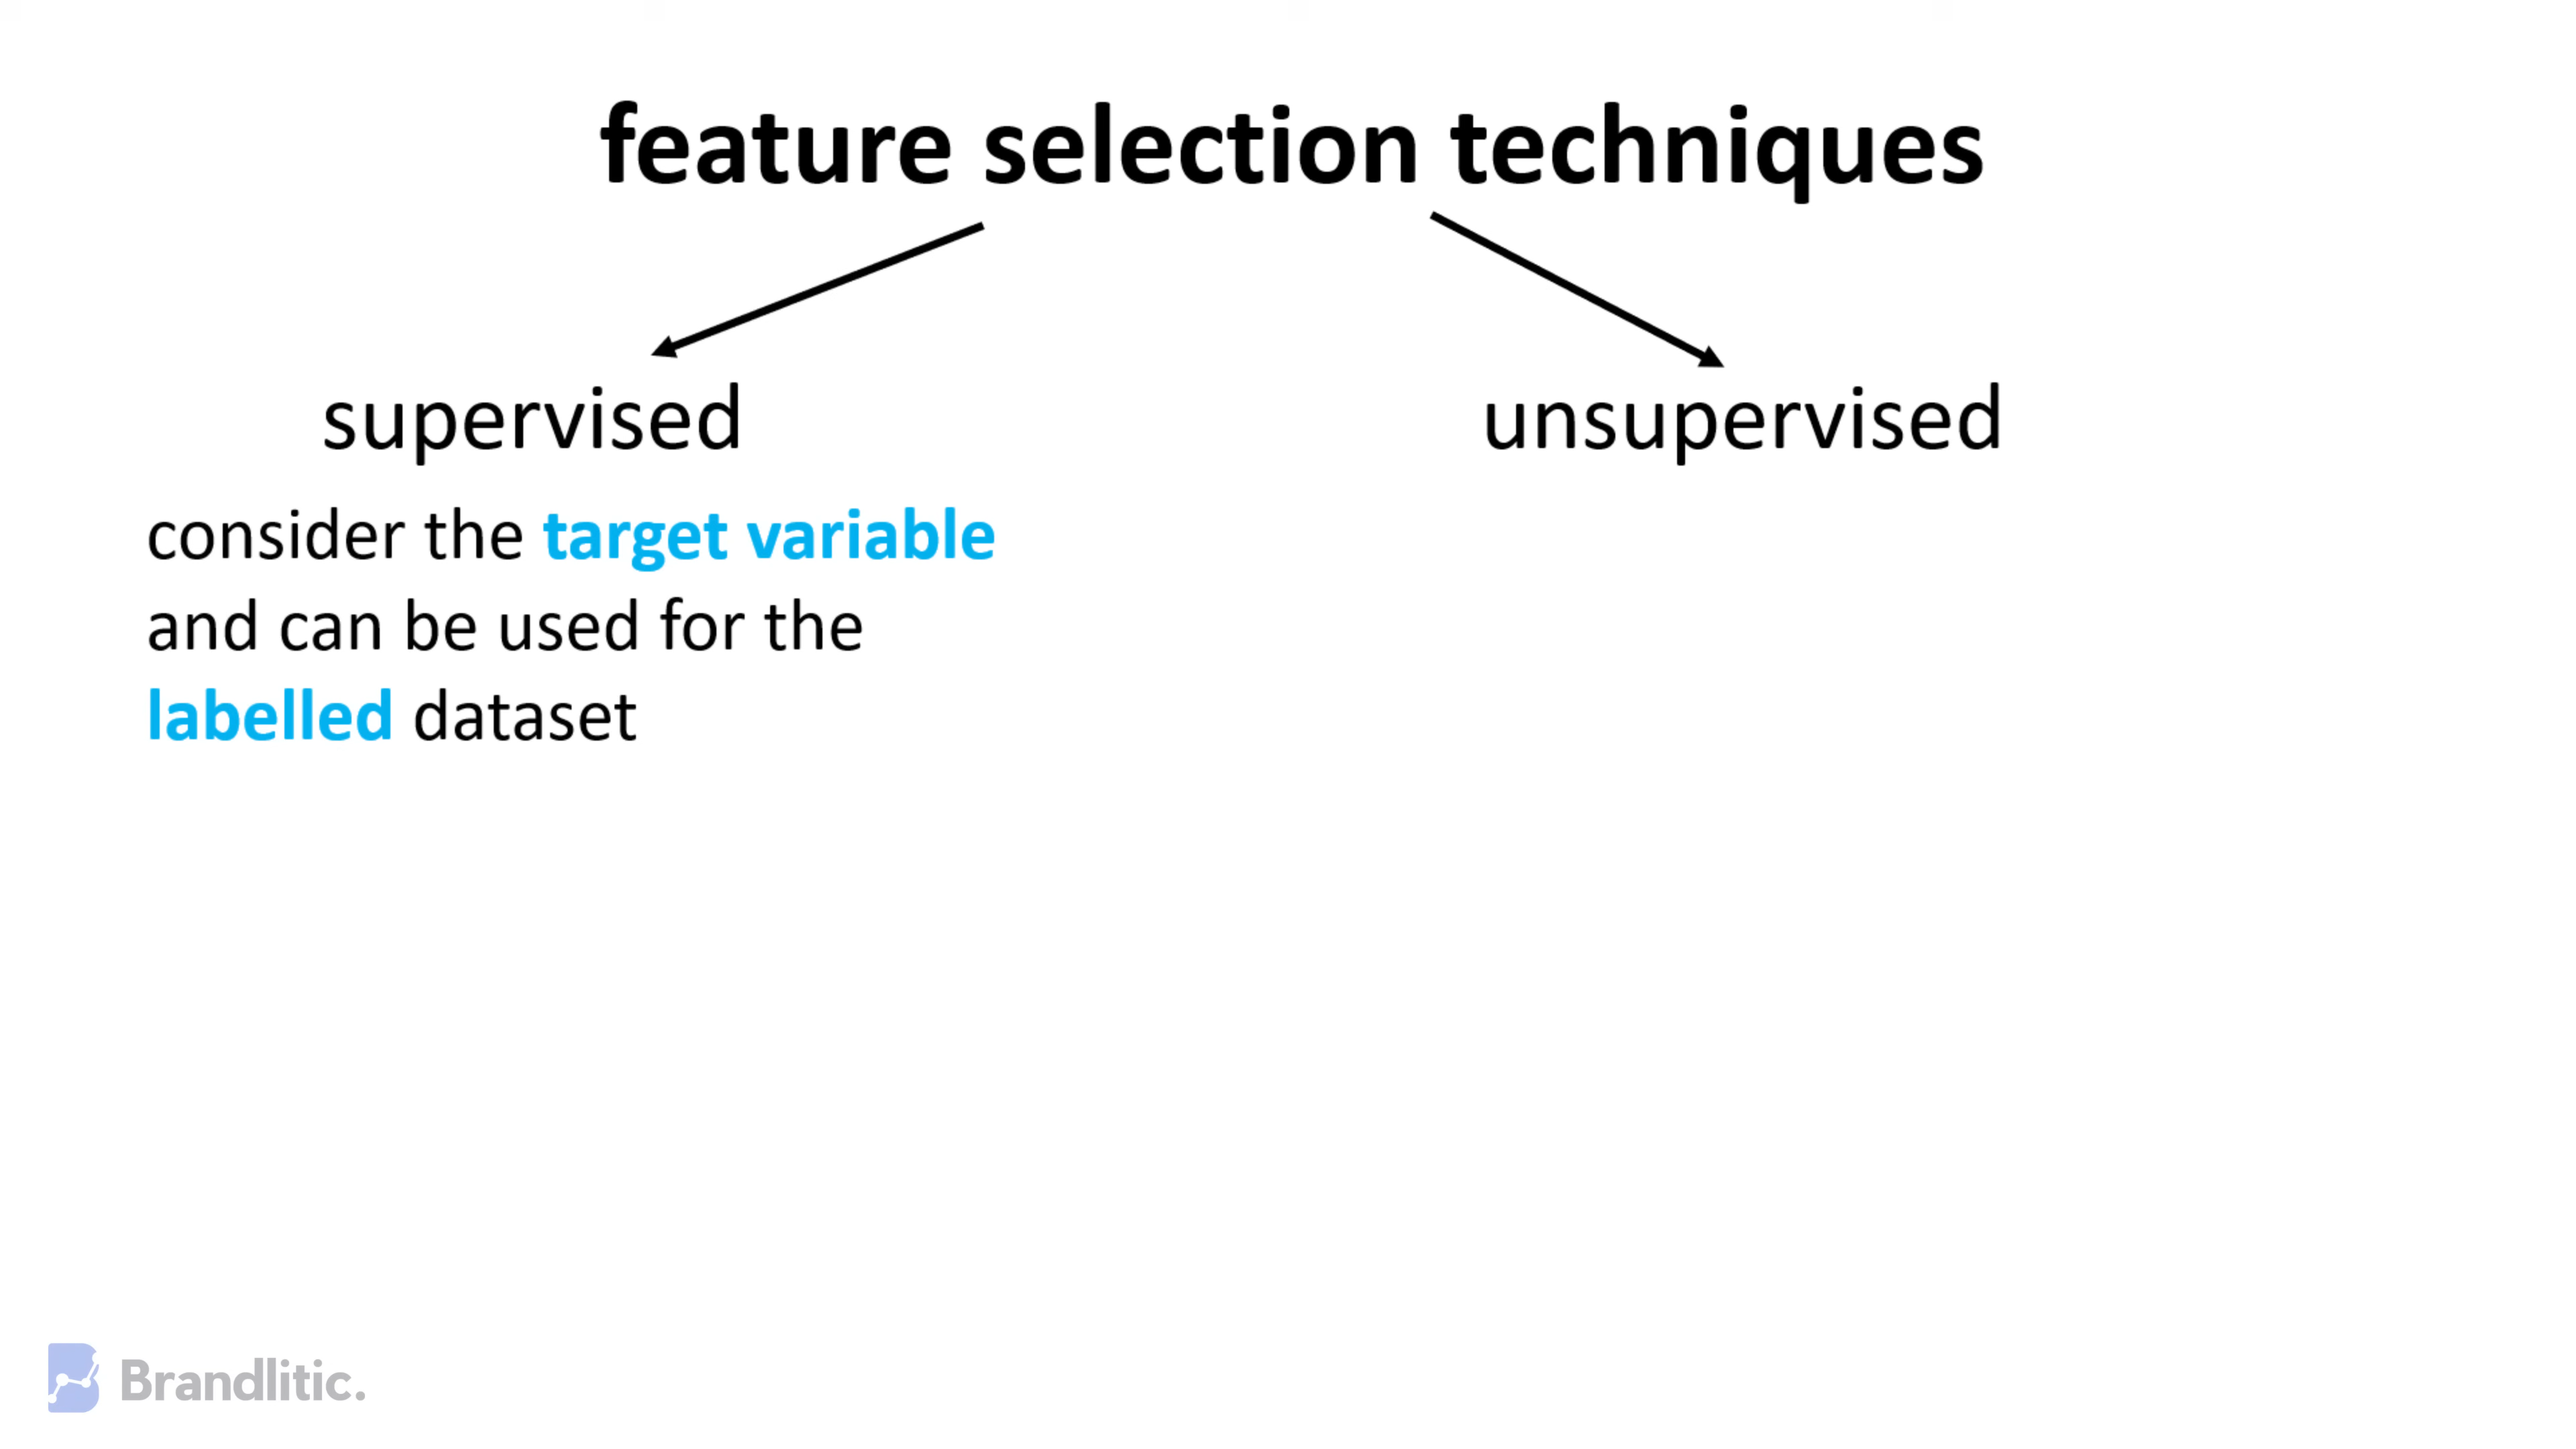 feature selection techniques
supervised
unsupervised
consider the target variable
and can be used for the
labelled dataset
Brandlitic.